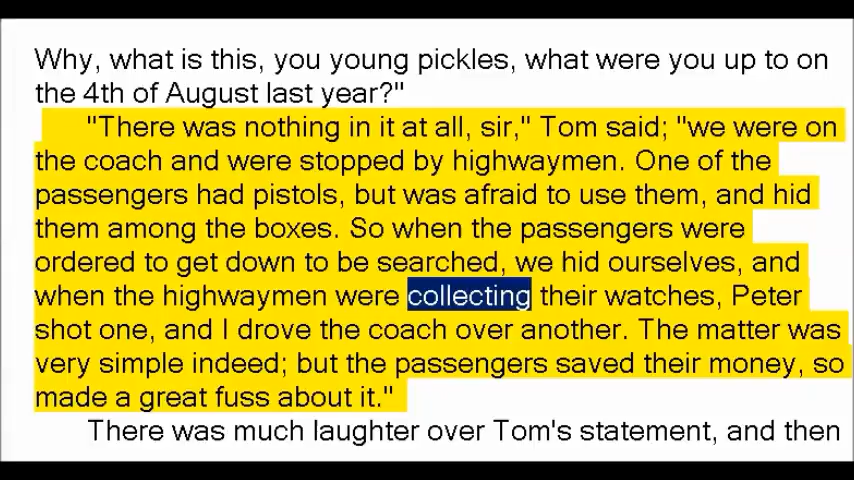 Why, what is this, you young pickles, what were you up to on
the 4th of August last year?"
"There was nothing in it at all, sir," Tom said; "we were on
the coach and were stopped by highwaymen. One of the
passengers had pistols, but was afraid to use them, and hid
them among the boxes. So when the passengers were
ordered to get down to be searched, we hid ourselves, and
when the highwaymen were collecting their watches, Peter
shot one, and I drove the coach over another. The matter was
very simple indeed; but the passengers saved their money, so
made a great fuss about it."
There was much laughter over Tom's statement, and then